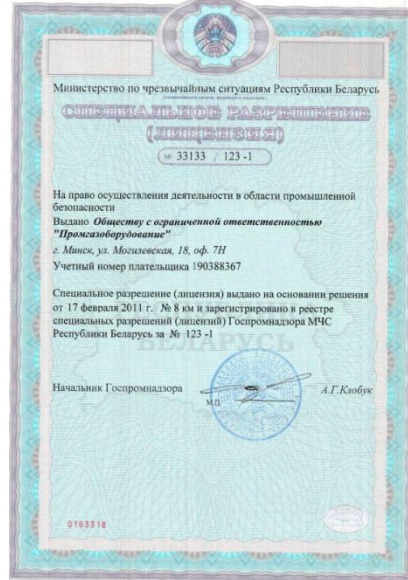 Министерство по чрезвычайным ситуациям Республики Беларусь
СПЕЦИАЛЬНОЕ РАЗРЕШЕНИЕ
(ЛИЦЕНЗИЯ)
№ 33133 / 123 -1
На право осуществления деятельности в области промышленной
безопасности
Выдано Обществу с ограниченной ответственностью
"Промгазоборудование"
г. Минск, ул. Могилевская, 18, оф. 7Н
Учетный номер плательщика 190388367
Специальное разрешение (лицензия) выдано на основании решения
от 17 февраля 2011 г. № 8 км и зарегистрировано в реестре
специальных разрешений (лицензий) Госпромнадзора МЧС
Республики Беларусь за № 123 -1
БЕЛАРУСЬ
Начальник Госпромнадзора
А.Г.Клобук
М.П.
0163318